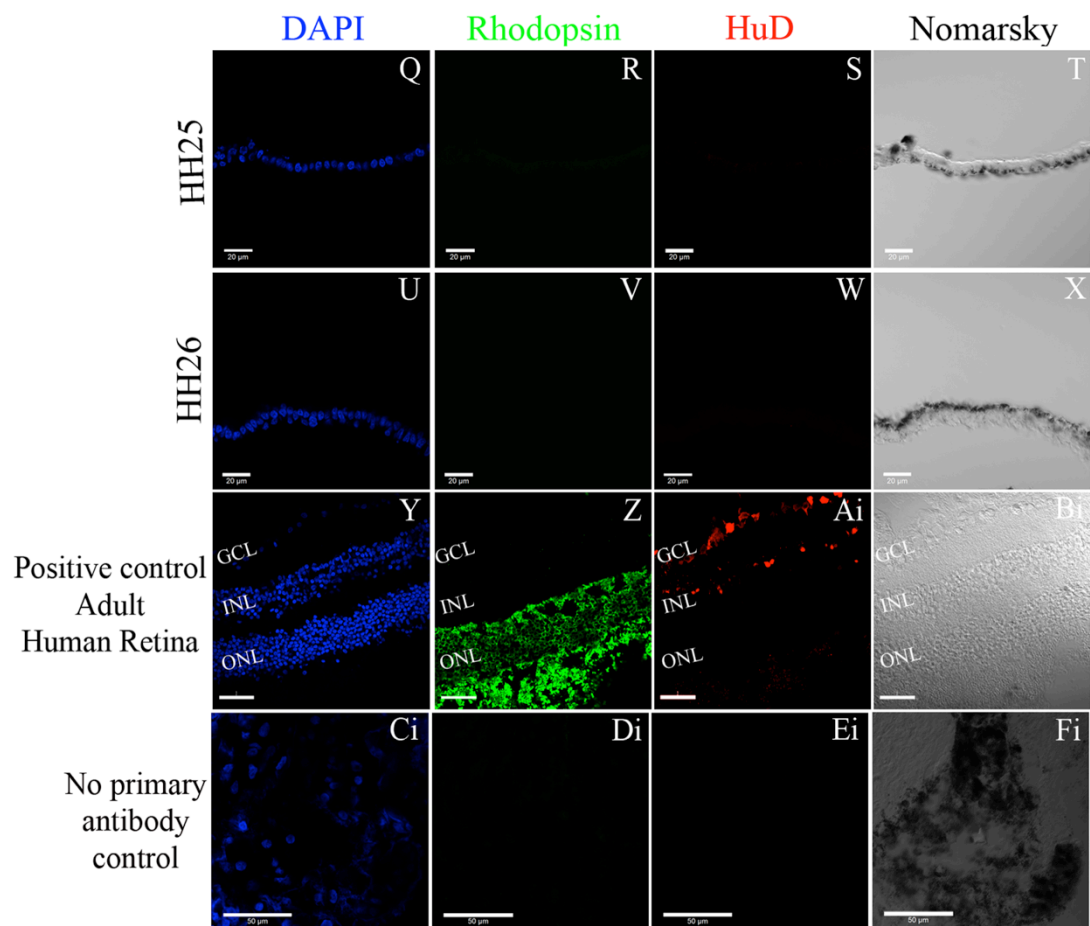 DAPI Rhodopsin HuD Nomarsky
HH25
Q R S T
20 µm 20 µm 20 µm 20 µm
HH26
U V W X
20 µm 20 µm 20 µm 20 µm
Positive control
Adult
Human Retina
Y Z Ai Bi
GCL GCL GCL GCL
INL INL INL INL
ONL ONL ONL ONL
No primary
antibody
control
Ci Di Ei Fi
50 µm 50 µm 50 µm 50 µm